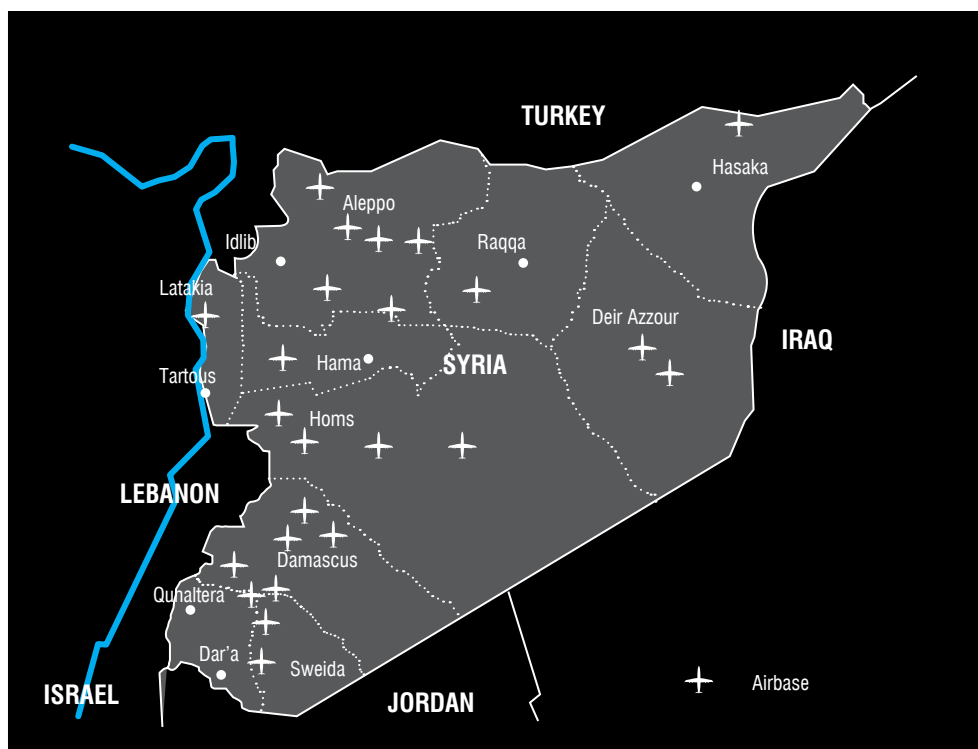 TURKEY
Hasaka
Aleppo
Idlib
Raqqa
Latakia
Deir Azzour
IRAQ
Hama
SYRIA
Tartous
Homs
LEBANON
Damascus
Qunaltera
Dar'a
Sweida
ISRAEL
JORDAN
Airbase